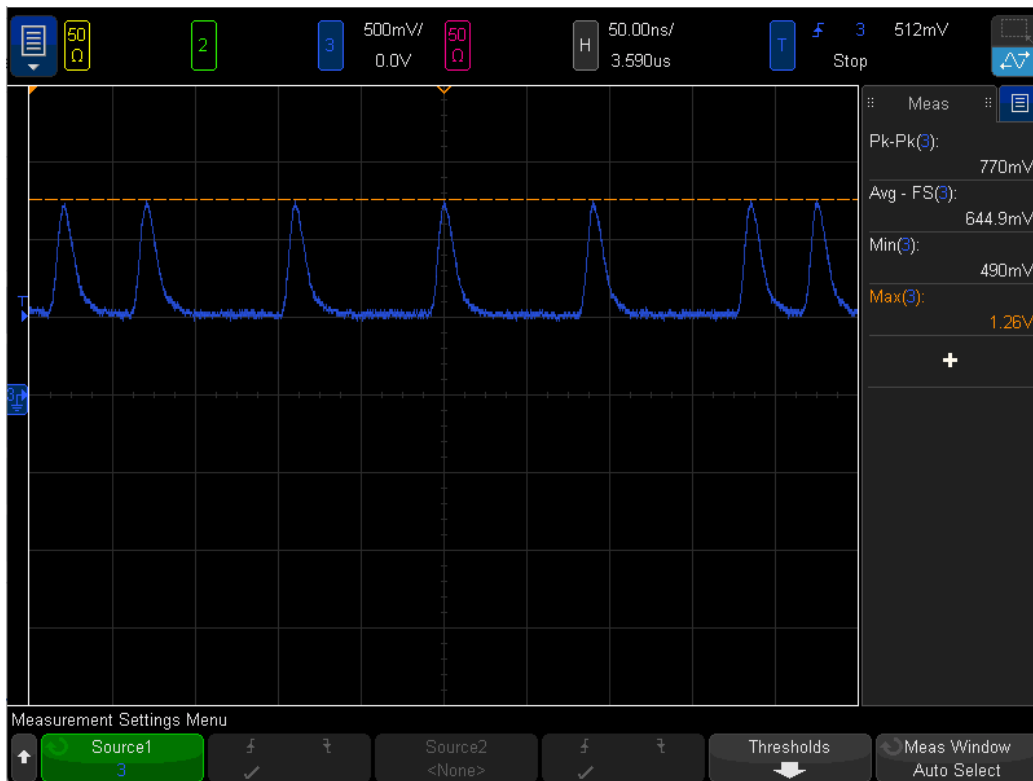 50 Ω
2
3
500mV/
0.0V
50 Ω
H
50.00ns/
3.590us
T
3
512mV
Stop
Meas
Pk-Pk(3):
770mV
Avg - FS(3):
644.9mV
Min(3):
490mV
Max(3):
1.26V
+
T
3
Measurement Settings Menu
Source1
3
Source2
<None>
Thresholds
Meas Window
Auto Select